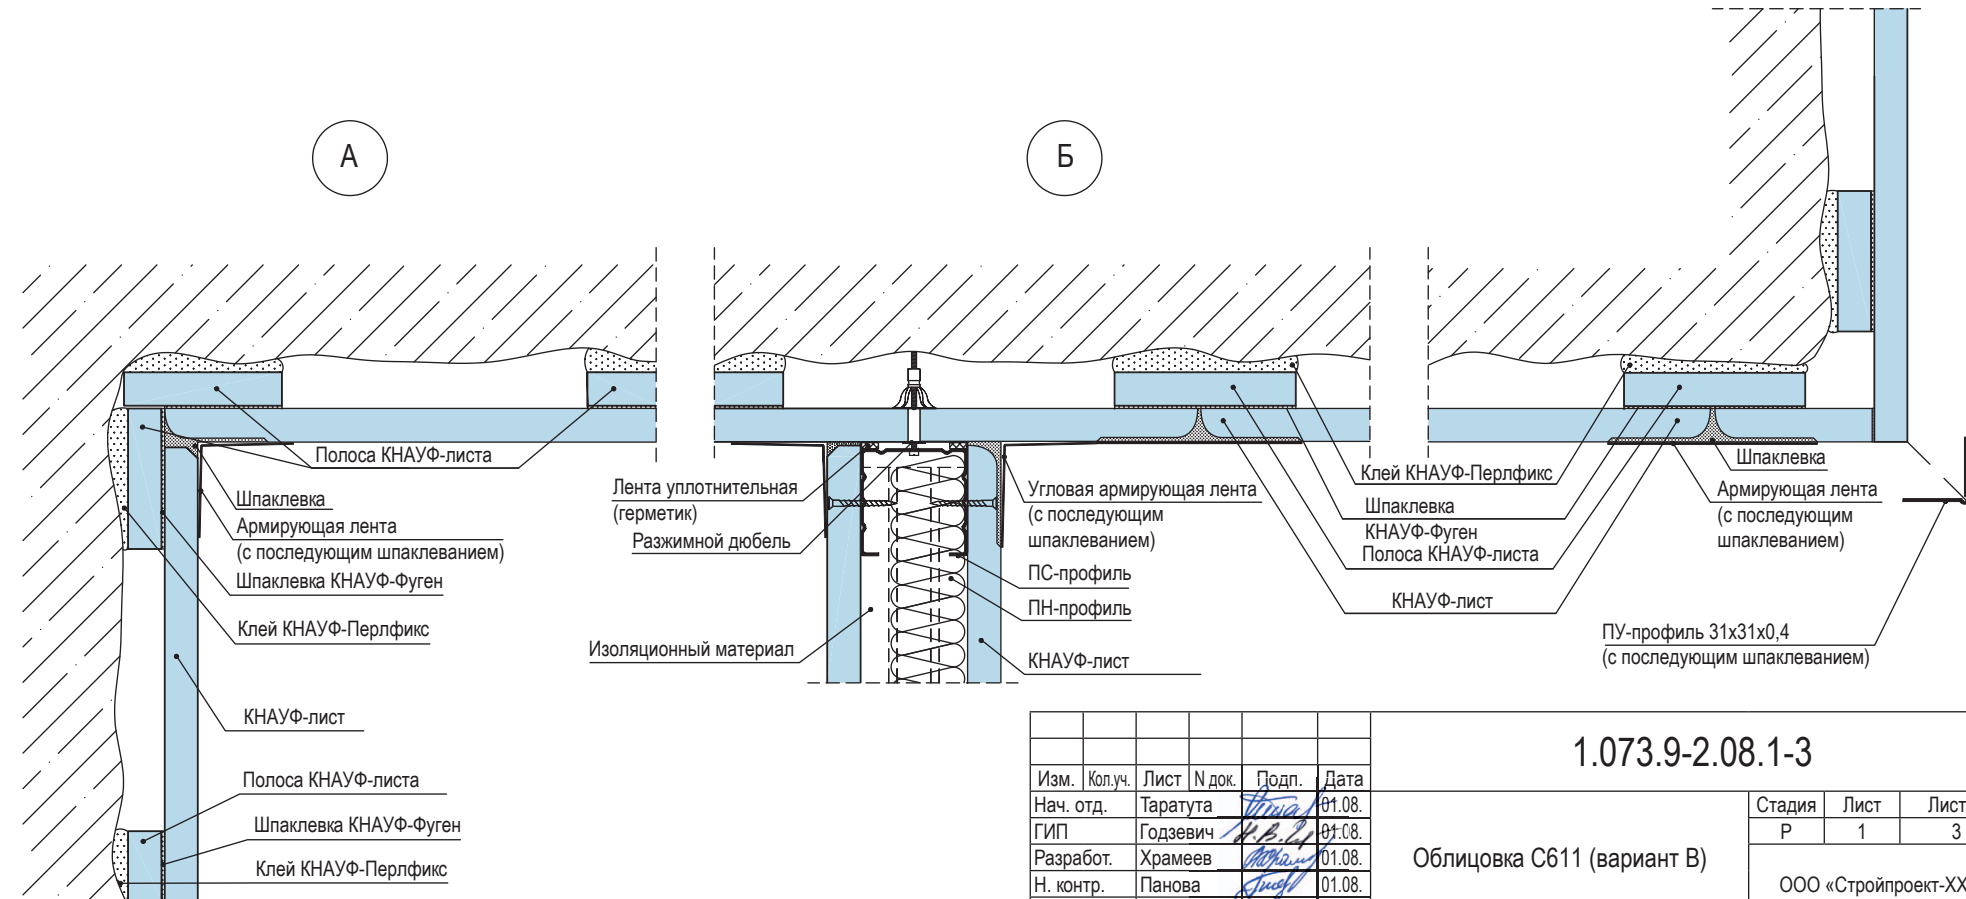 А
Б
Полоса КНАУФ-листа
Шпаклевка
Армирующая лента
(с последующим шпаклеванием)
Шпаклевка КНАУФ-Фуген
Клей КНАУФ-Перлфикс
КНАУФ-лист
Полоса КНАУФ-листа
Шпаклевка КНАУФ-Фуген
Клей КНАУФ-Перлфикс
Лента уплотнительная
(герметик)
Разжимной дюбель
Изоляционный материал
Угловая армирующая лента
(с последующим
шпаклеванием)
ПС-профиль
ПН-профиль
КНАУФ-лист
Клей КНАУФ-Перлфикс
Шпаклевка
КНАУФ-Фуген
Полоса КНАУФ-листа
КНАУФ-лист
Шпаклевка
Армирующая лента
(с последующим
шпаклеванием)
ПУ-профиль 31х31х0,4
(с последующим шпаклеванием)
1.073.9-2.08.1-3
Изм. Кол.уч. Лист N док. Подп. Дата
Нач. отд. Таратута 01.08.
ГИП Годзевич 01.08.
Разработ. Храмеев 01.08.
Н. контр. Панова 01.08.
Облицовка С611 (вариант В)
Стадия Лист Лист
Р 1 3
ООО «Стройпроект-XX